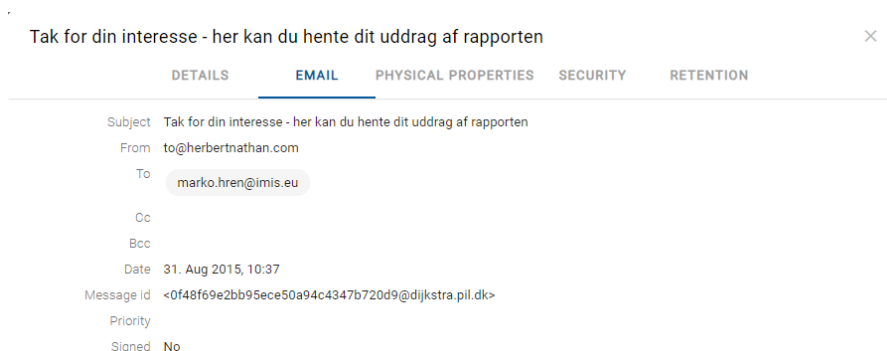 Tak for din interesse - her kan du hente dit uddrag af rapporten
DETAILS EMAIL PHYSICAL PROPERTIES SECURITY RETENTION
Subject Tak for din interesse - her kan du hente dit uddrag af rapporten
From to@herbertnathan.com
To marko.hren@imis.eu
Cc
Bcc
Date 31. Aug 2015, 10:37
Message id <0f48f69e2bb95ece50a94c4347b720d9@dijkstra.pil.dk>
Priority
Signed No